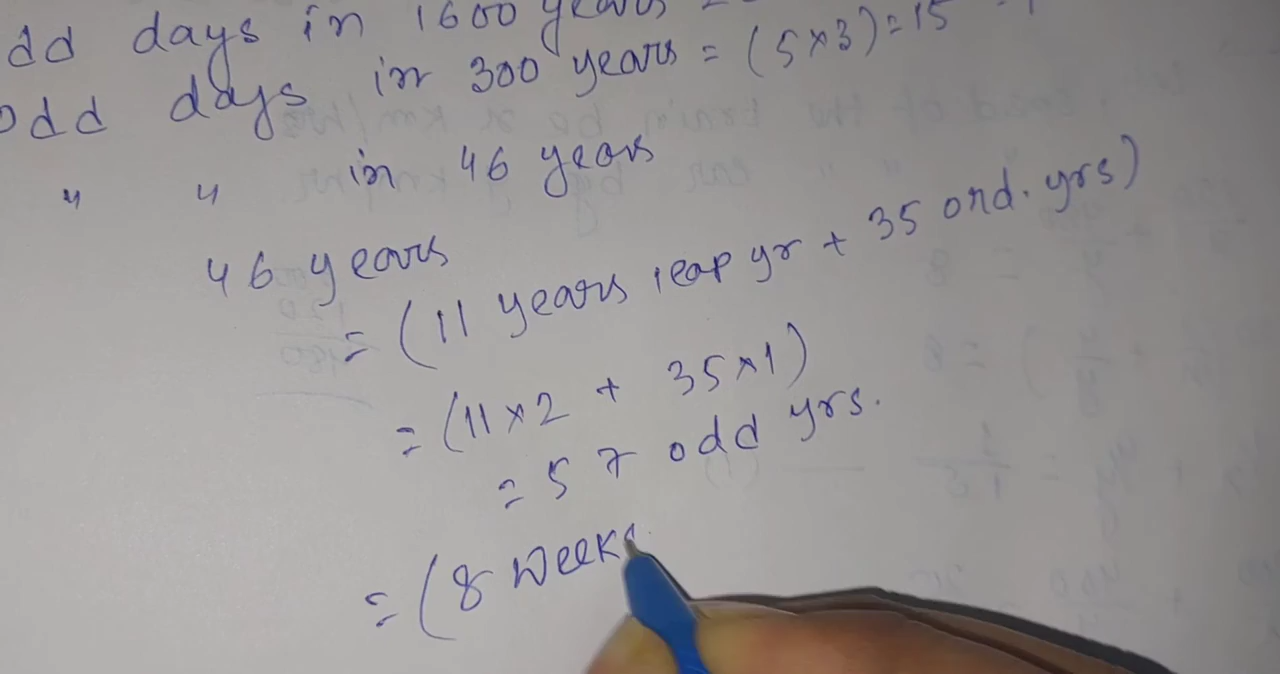 odd days in 1600 years =
odd days in 300 years = (5×3) = 15
" " in 46 years
46 years
= (11 years leap yr + 35 ord. yrs)
= (11×2 + 35×1)
= 57 odd yrs.
= (8 weeks